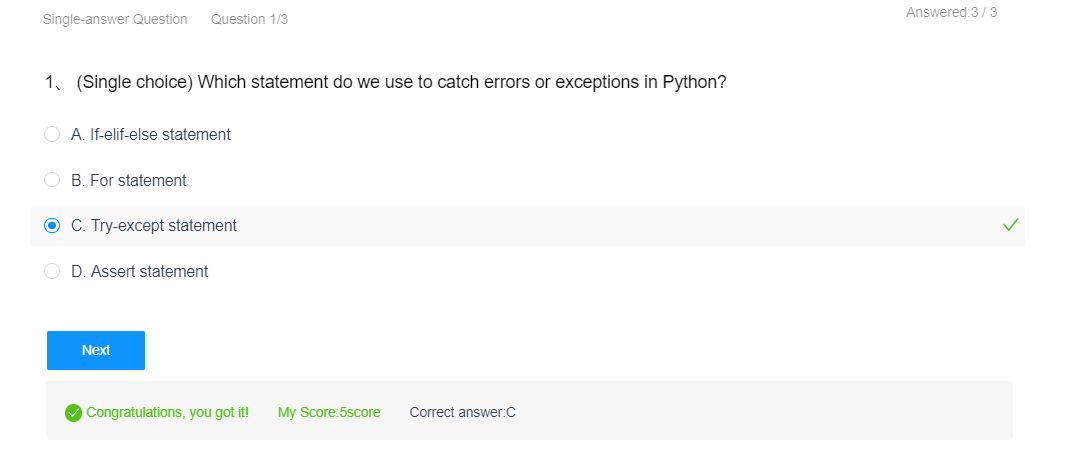 Single-answer Question Question 1/3 Answered:3 / 3
1、 (Single choice) Which statement do we use to catch errors or exceptions in Python?
A. If-elif-else statement
B. For statement
C. Try-except statement
D. Assert statement
Next
Congratulations, you got it! My Score:5score Correct answer:C